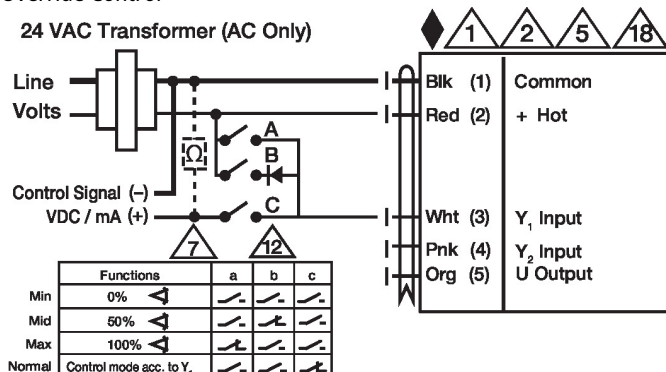 Override Control
24 VAC Transformer (AC Only)
1 2 5 18
Line
Volts
Blk (1) Common
Red (2) + Hot
A
Ω
B
Control Signal (−)
C
VDC / mA (+)
Wht (3) Y1 Input
Pnk (4) Y2 Input
Org (5) U Output
7 12
Functions a b c
Min 0%
Mid 50%
Max 100%
Normal Control mode acc. to Y